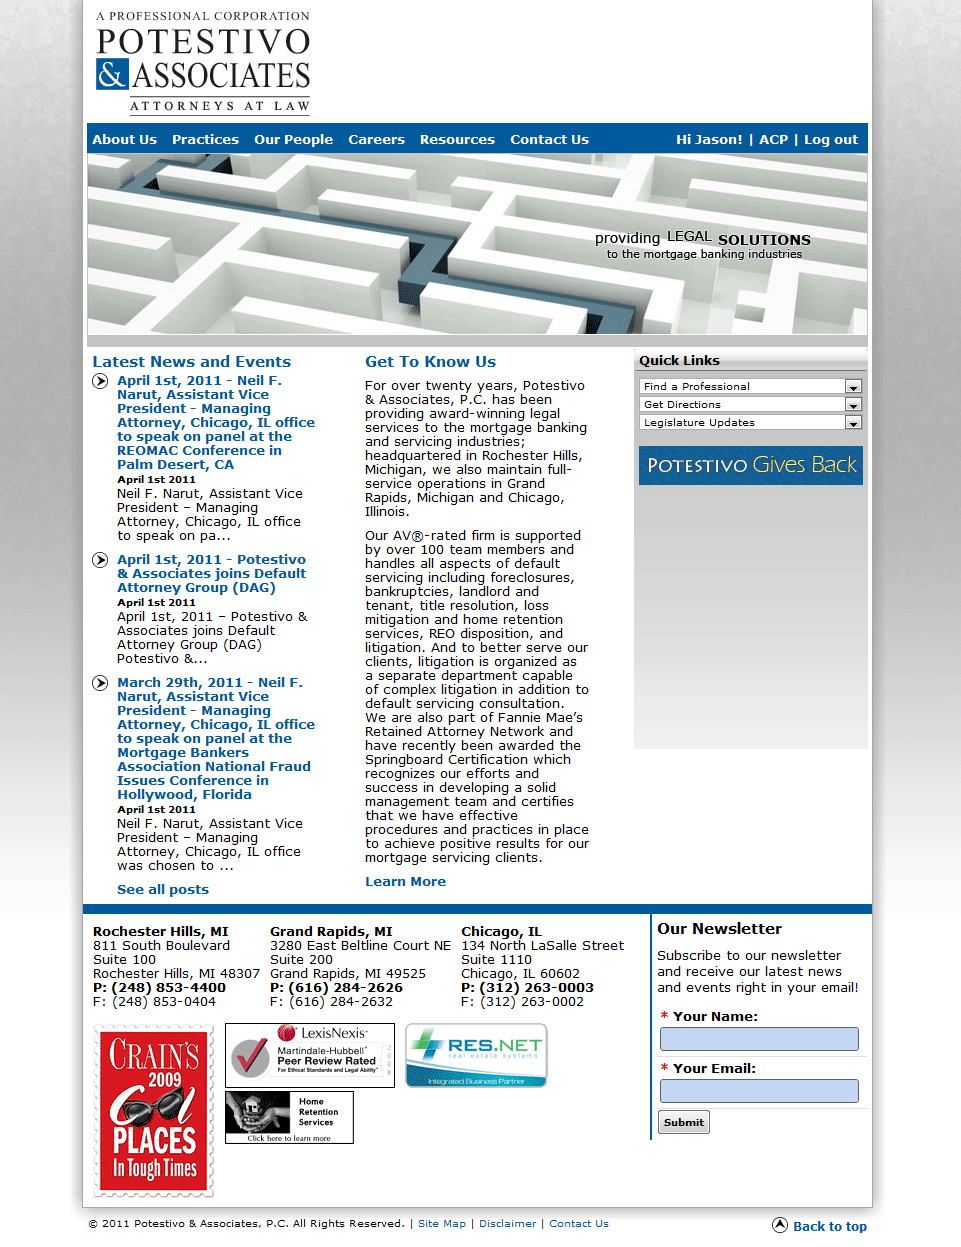 A PROFESSIONAL CORPORATION
POTESTIVO
& ASSOCIATES
ATTORNEYS AT LAW
About Us Practices Our People Careers Resources Contact Us Hi Jason! | ACP | Log out
providing LEGAL SOLUTIONS
to the mortgage banking industries
Latest News and Events
April 1st, 2011 - Neil F.
Narut, Assistant Vice
President - Managing
Attorney, Chicago, IL office
to speak on panel at the
REOMAC Conference in
Palm Desert, CA
April 1st 2011
Neil F. Narut, Assistant Vice
President – Managing
Attorney, Chicago, IL office
to speak on pa...
April 1st, 2011 - Potestivo
& Associates joins Default
Attorney Group (DAG)
April 1st 2011
April 1st, 2011 – Potestivo &
Associates joins Default
Attorney Group (DAG)
Potestivo &...
March 29th, 2011 - Neil F.
Narut, Assistant Vice
President - Managing
Attorney, Chicago, IL office
to speak on panel at the
Mortgage Bankers
Association National Fraud
Issues Conference in
Hollywood, Florida
April 1st 2011
Neil F. Narut, Assistant Vice
President – Managing
Attorney, Chicago, IL office
was chosen to ...
See all posts
Get To Know Us
For over twenty years, Potestivo
& Associates, P.C. has been
providing award-winning legal
services to the mortgage banking
and servicing industries;
headquartered in Rochester Hills,
Michigan, we also maintain full-
service operations in Grand
Rapids, Michigan and Chicago,
Illinois.
Our AV®-rated firm is supported
by over 100 team members and
handles all aspects of default
servicing including foreclosures,
bankruptcies, landlord and
tenant, title resolution, loss
mitigation and home retention
services, REO disposition, and
litigation. And to better serve our
clients, litigation is organized as
a separate department capable
of complex litigation in addition to
default servicing consultation.
We are also part of Fannie Mae’s
Retained Attorney Network and
have recently been awarded the
Springboard Certification which
recognizes our efforts and
success in developing a solid
management team and certifies
that we have effective
procedures and practices in place
to achieve positive results for our
mortgage servicing clients.
Learn More
Quick Links
Find a Professional
Get Directions
Legislature Updates
POTESTIVO Gives Back
Rochester Hills, MI
811 South Boulevard
Suite 100
Rochester Hills, MI 48307
P: (248) 853-4400
F: (248) 853-0404
Grand Rapids, MI
3280 East Beltline Court NE
Suite 200
Grand Rapids, MI 49525
P: (616) 284-2626
F: (616) 284-2632
Chicago, IL
134 North LaSalle Street
Suite 1110
Chicago, IL 60602
P: (312) 263-0003
F: (312) 263-0002
CRAIN'S
2009
Cool
PLACES
In Tough Times
LexisNexis
Martindale-Hubbell
Peer Review Rated
For Ethical Standards and Legal Ability
RES.NET
real estate systems
Integrated Business Partner
Home
Retention
Services
Click here to learn more
Our Newsletter
Subscribe to our newsletter
and receive our latest news
and events right in your email!
* Your Name:
* Your Email:
Submit
© 2011 Potestivo & Associates, P.C. All Rights Reserved. | Site Map | Disclaimer | Contact Us
Back to top